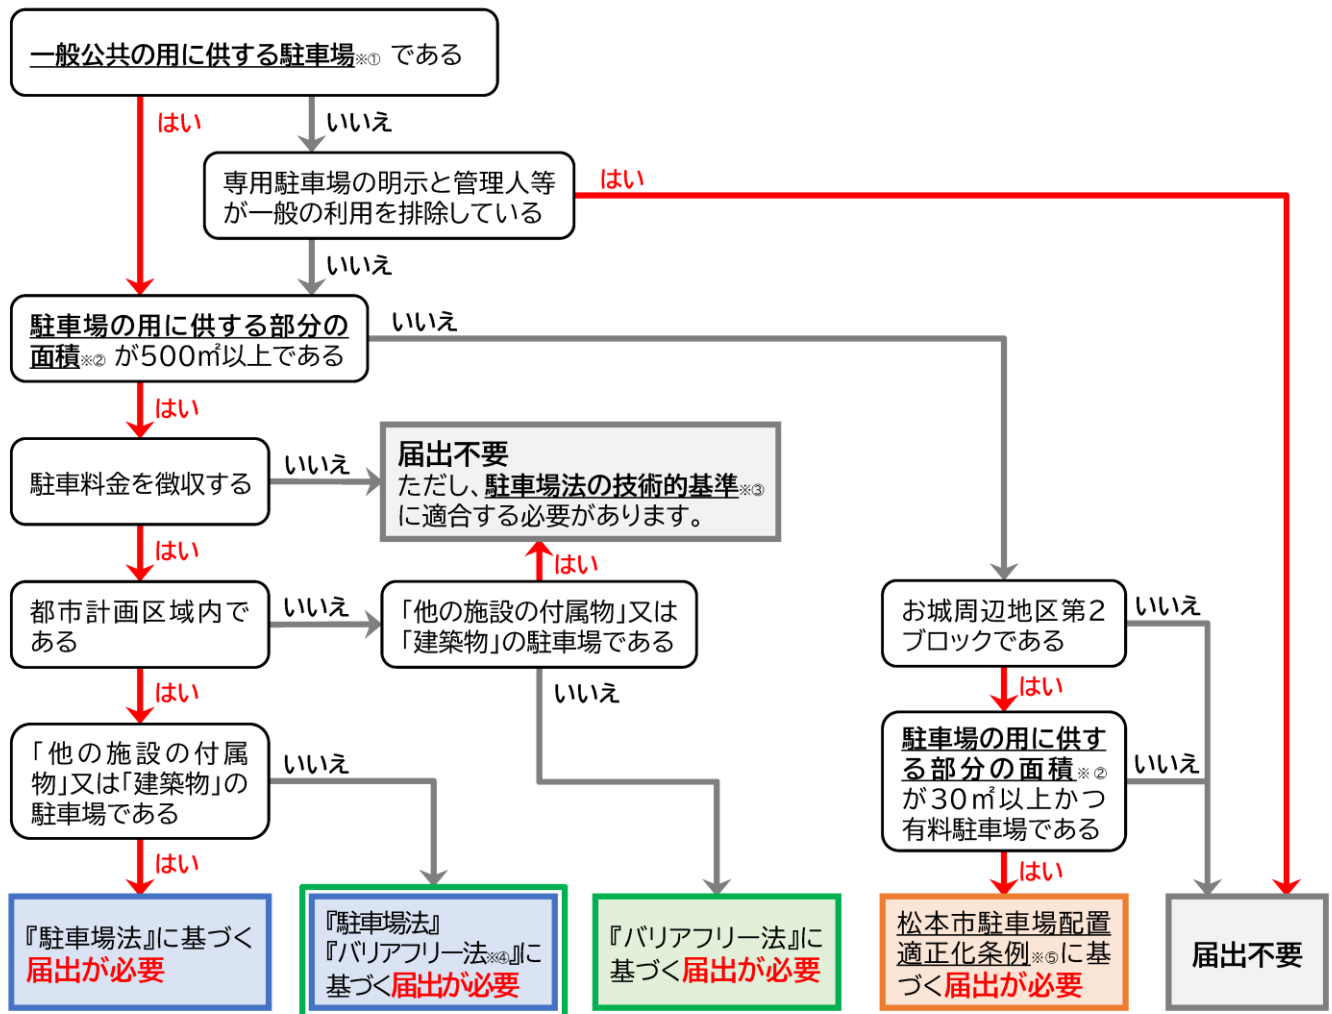 一般公共の用に供する駐車場※① である
はい
いいえ
専用駐車場の明示と管理人等
が一般の利用を排除している
はい
いいえ
駐車場の用に供する部分の
面積※② が500㎡以上である
いいえ
はい
駐車料金を徴収する
いいえ
届出不要
ただし、駐車場法の技術的基準※③
に適合する必要があります。
はい
はい
都市計画区域内で
ある
いいえ
「他の施設の付属物」又は
「建築物」の駐車場である
お城周辺地区第2
ブロックである
いいえ
はい
いいえ
はい
「他の施設の付属
物」又は「建築物」の
駐車場である
いいえ
駐車場の用に供す
る部分の面積※②
が30㎡以上かつ
有料駐車場である
いいえ
はい
はい
『駐車場法』に基づく
届出が必要
『駐車場法』
『バリアフリー法※④』に
基づく届出が必要
『バリアフリー法』に
基づく届出が必要
松本市駐車場配置
適正化条例※⑤に基
づく届出が必要
届出不要